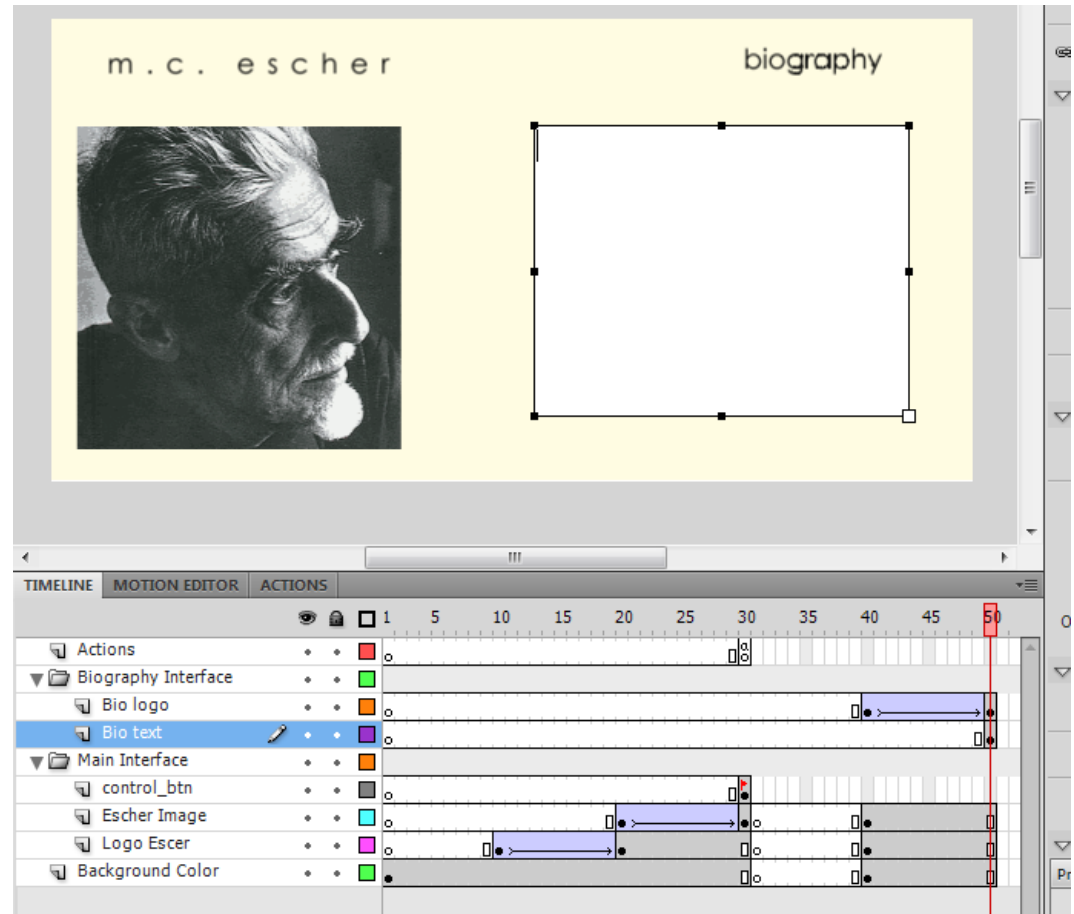 m.c. escher biography
TIMELINE MOTION EDITOR ACTIONS
1 5 10 15 20 25 30 35 40 45 50
Actions
a
Biography Interface
Bio logo
Bio text
Main Interface
control_btn
Escher Image
Logo Escer
Background Color
Pr